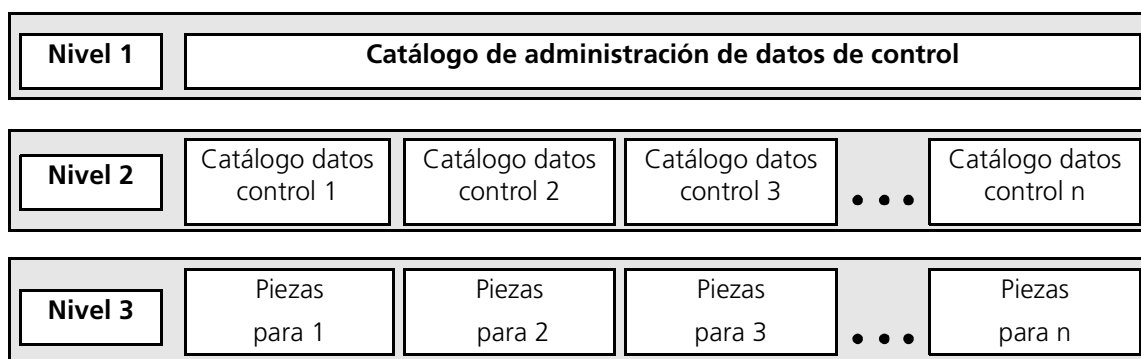 Nivel 1
Catálogo de administración de datos de control
Nivel 2
Catálogo datos
control 1
Catálogo datos
control 2
Catálogo datos
control 3
• • •
Catálogo datos
control n
Nivel 3
Piezas
para 1
Piezas
para 2
Piezas
para 3
• • •
Piezas
para n